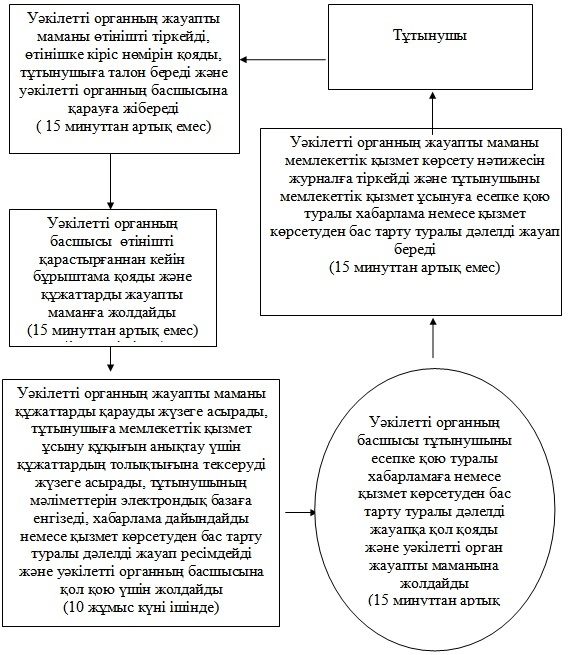 Уәкілетті органның жауапты
маманы өтінішті тіркейді,
өтінішке кіріс нөмірін қояды,
тұтынушыға талон береді және
уәкілетті органның басшысына
қарауға жібереді
( 15 минуттан артық емес)
Тұтынушы
Уәкілетті органның жауапты маманы
мемлекеттік қызмет көрсету нәтижесін
журналға тіркейді және тұтынушыны
мемлекеттік қызмет ұсынуға есепке қою
туралы хабарлама немесе қызмет
көрсетуден бас тарту туралы дәлелді жауап
береді
(15 минуттан артық емес)
Уәкілетті органның
басшысы өтінішті
қарастырғаннан кейін
бұрыштама қояды және
құжаттарды жауапты
маманға жолдайды
(15 минуттан артық емес)
Уәкілетті органның жауапты маманы
құжаттарды қарауды жүзеге асырады,
тұтынушыға мемлекеттік қызмет
ұсыну құқығын анықтау үшін
құжаттардың толықтығына тексеруді
жүзеге асырады, тұтынушының
мәліметтерін электрондық базаға
енгізеді, хабарлама дайындайды
немесе қызмет көрсетуден бас тарту
туралы дәлелді жауап ресімдейді
және уәкілетті органның басшысына
қол қою үшін жолдайды
(10 жұмыс күні ішінде)
Уәкілетті органның
басшысы тұтынушыны
есепке қою туралы
хабарламаға немесе
қызмет көрсетуден бас
тарту туралы дәлелді
жауапқа қол қояды
және уәкілетті орган
жауапты маманына
жолдайды
(15 минуттан артық